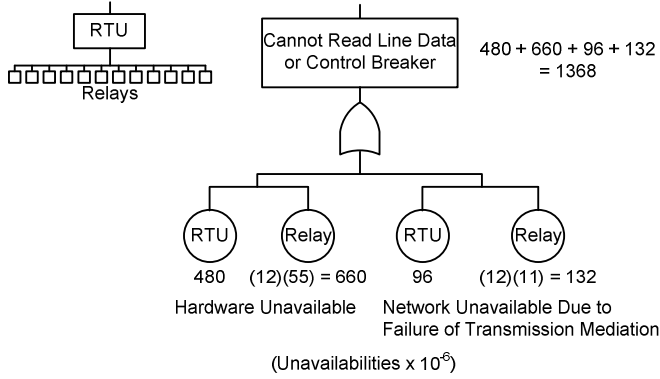 RTU
Relays
Cannot Read Line Data
or Control Breaker
480 + 660 + 96 + 132
= 1368
RTU
Relay
RTU
Relay
480
(12)(55) = 660
96
(12)(11) = 132
Hardware Unavailable
Network Unavailable Due to
Failure of Transmission Mediation
(Unavailabilities x 10⁻⁶)